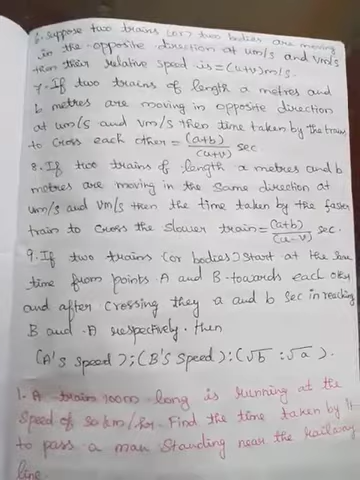 6. Suppose two trains (or) two bodies are moving
in the opposite direction at um/s and vm/s
then their relative speed is = (u+v) m/s.
7. If two trains of length a metres and
b metres are moving in opposite direction
at um/s and vm/s then time taken by the trains
to cross each other = (a+b)/(u+v) sec
8. If two trains of length a metres and b
metres are moving in the same direction at
um/s and vm/s then the time taken by the faster
train to cross the slower train = (a+b)/(u-v) sec.
9. If two trains (or bodies) start at the same
time from points A and B towards each other
and after crossing they a and b sec in reaching
B and A respectively. then
(A's speed) : (B's speed) : (√b : √a).
1. A train 100m long is running at the
speed of 30 km/hr. Find the time taken by it
to pass a man standing near the railway
line.